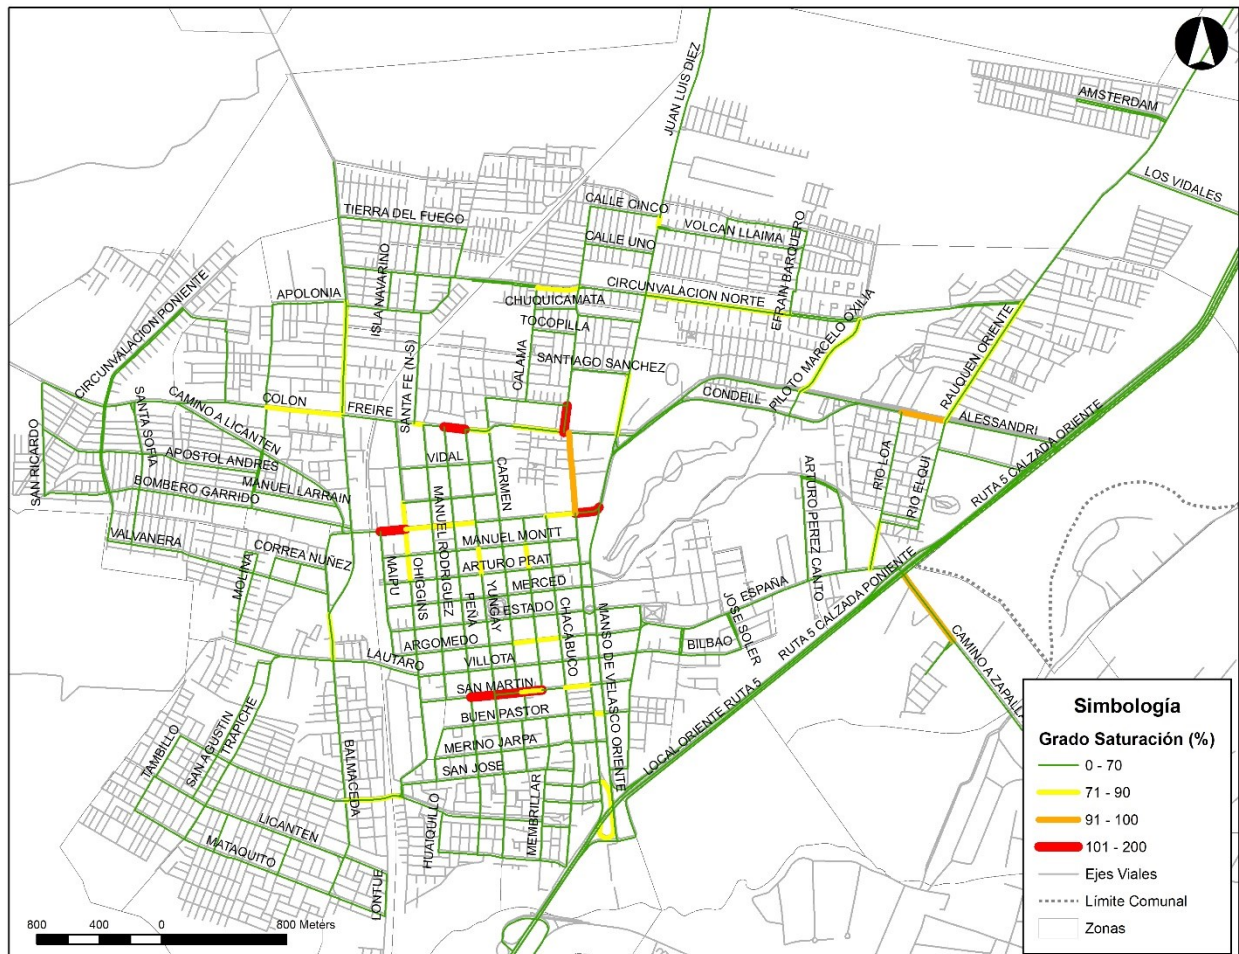 JUAN LUIS DIEZ
AMSTERDAM
LOS VIDALES
CALLE CINCO
TIERRA DEL FUEGO
VOLCAN LLAIMA
CALLE UNO
ISLA NAVARINO
EFRAIN BARQUERO
CIRCUNVALACION PONIENTE
APOLONIA
CIRCUNVALACION NORTE
CHUQUICAMATA
TOCOPILLA
PILOTO MARCELO OXILIA
RAUQUEN ORIENTE
CALAMA
SANTIAGO SANCHEZ
SANTA FE (N-S)
CAMINO A LICANTEN
COLON
FREIRE
CONDELL
ALESSANDRI
SANTA SOFIA
SAN RICARDO
APOSTOL ANDRES
VIDAL
CARMEN
MANUEL LARRAIN
BOMBERO GARRIDO
MANUEL RODRIGUEZ
ARTURO PEREZ CANTO
RIO LOA
RIO ELQUI
RUTA 5 CALZADA ORIENTE
VALVANERA
CORREA NUÑEZ
MOLINA
MANUEL MONTT
MAIPU
OHIGGINS
ARTURO PRAT
MERCED
PEÑA
YUNGAY
ESTADO
CHACABUCO
MANSO DE VELASCO ORIENTE
ESPAÑA
JOSE SOLER
BILBAO
RUTA 5 CALZADA PONIENTE
CAMINO A ZAPALL
ARGOMEDO
LAUTARO
VILLOTA
SAN MARTIN
BUEN PASTOR
MERINO JARPA
SAN JOSE
LOCAL ORIENTE RUTA 5
TAMBILLO
SAN AGUSTIN
TRAPICHE
BALMACEDA
HUAIQUILLO
MEMBRILLAR
LICANTEN
MATAQUITO
LONTUE
800 400 0 800 Meters
Simbología
Grado Saturación (%)
0 - 70
71 - 90
91 - 100
101 - 200
Ejes Viales
Límite Comunal
Zonas